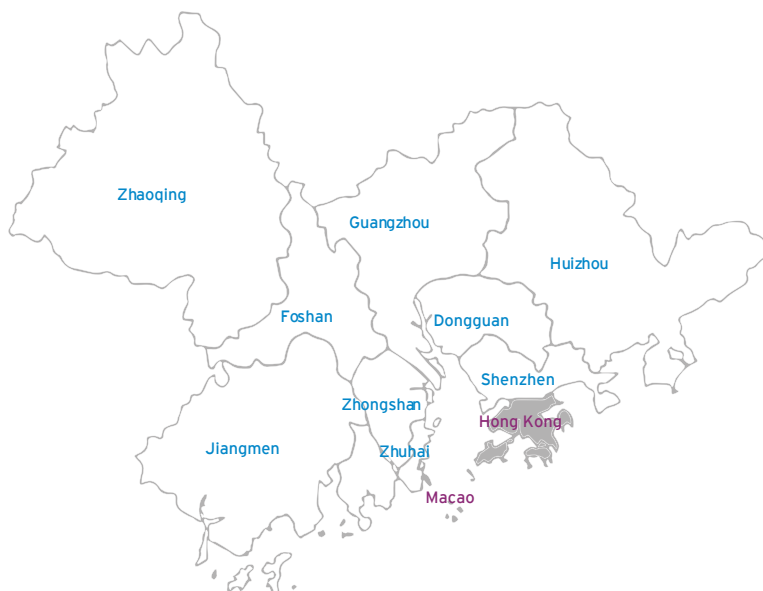 Zhaoqing
Guangzhou
Huizhou
Foshan
Dongguan
Shenzhen
Zhongshan
Hong Kong
Jiangmen
Zhuhai
Macao